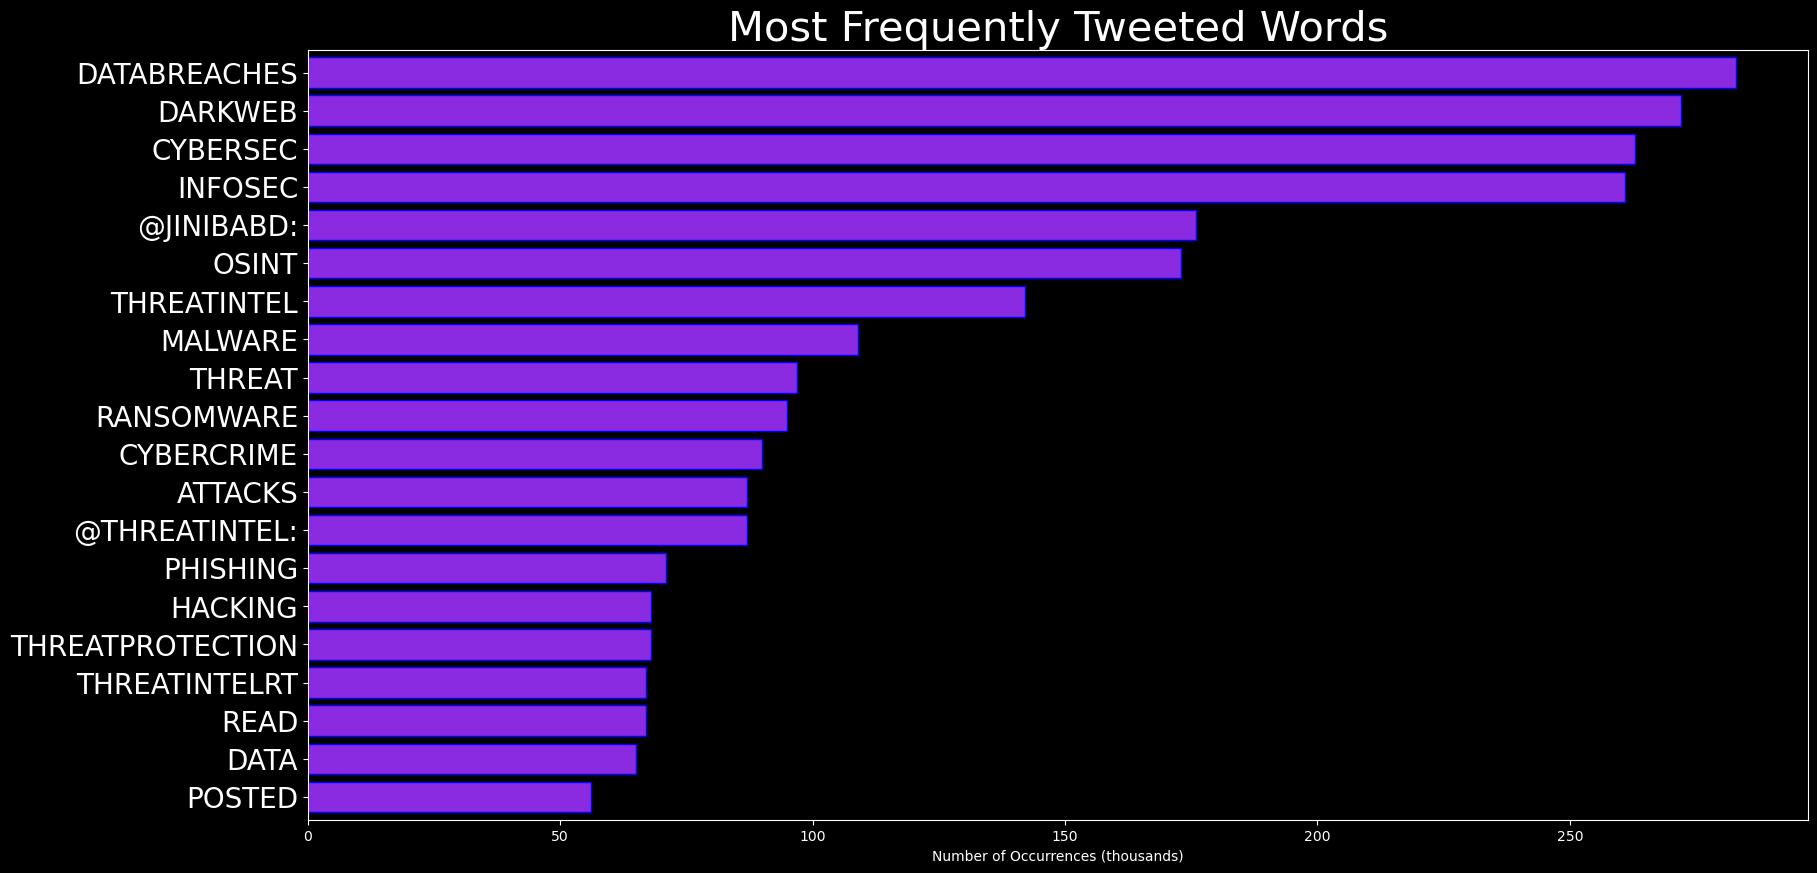 Most Frequently Tweeted Words
DATABREACHES
DARKWEB
CYBERSEC
INFOSEC
@JINIBABD:
OSINT
THREATINTEL
MALWARE
THREAT
RANSOMWARE
CYBERCRIME
ATTACKS
@THREATINTEL:
PHISHING
HACKING
THREATPROTECTION
THREATINTELRT
READ
DATA
POSTED
0 50 100 150 200 250
Number of Occurrences (thousands)